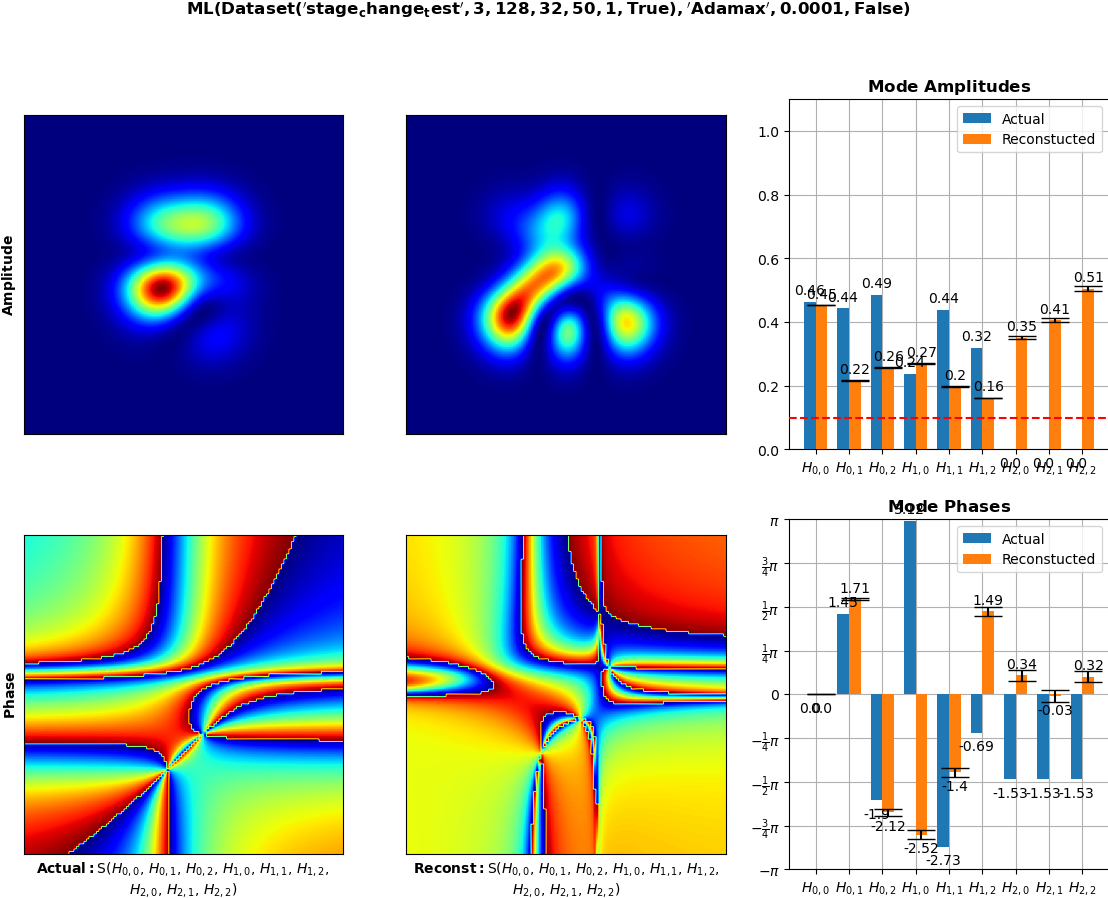 ML(Dataset('stage_change_test', 3, 128, 32, 50, 1, True), 'Adamax', 0.0001, False)
Amplitude
Mode Amplitudes
Actual
Reconstucted
1.0
0.8
0.6
0.4
0.2
0.0
0.46 0.45 0.44 0.22 0.49 0.26 0.24 0.27 0.44 0.2 0.32 0.16 0.0 0.35 0.0 0.41 0.0 0.51
H0,0 H0,1 H0,2 H1,0 H1,1 H1,2 H2,0 H2,1 H2,2
Phase
Mode Phases
Actual
Reconstucted
π
3/4π
1/2π
1/4π
0
−1/4π
−1/2π
−3/4π
−π
0.0 0.0 1.45 1.71 -1.9 -2.12 3.12 -2.52 -2.73 -1.4 -0.69 1.49 -1.53 0.34 -1.53 -0.03 -1.53 0.32
H0,0 H0,1 H0,2 H1,0 H1,1 H1,2 H2,0 H2,1 H2,2
Actual: S(H0,0, H0,1, H0,2, H1,0, H1,1, H1,2,
H2,0, H2,1, H2,2)
Reconst: S(H0,0, H0,1, H0,2, H1,0, H1,1, H1,2,
H2,0, H2,1, H2,2)